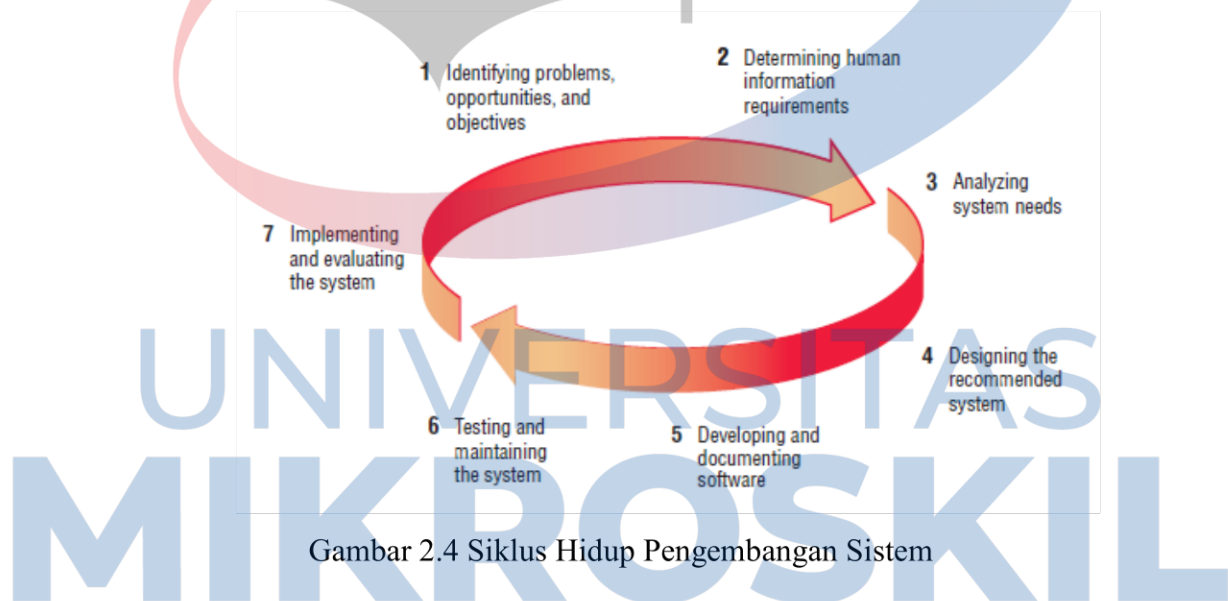 1 Identifying problems,
opportunities, and
objectives
2 Determining human
information
requirements
3 Analyzing
system needs
4 Designing the
recommended
system
5 Developing and
documenting
software
6 Testing and
maintaining
the system
7 Implementing
and evaluating
the system
UNIVERSITAS
MIKROSKIL
Gambar 2.4 Siklus Hidup Pengembangan Sistem